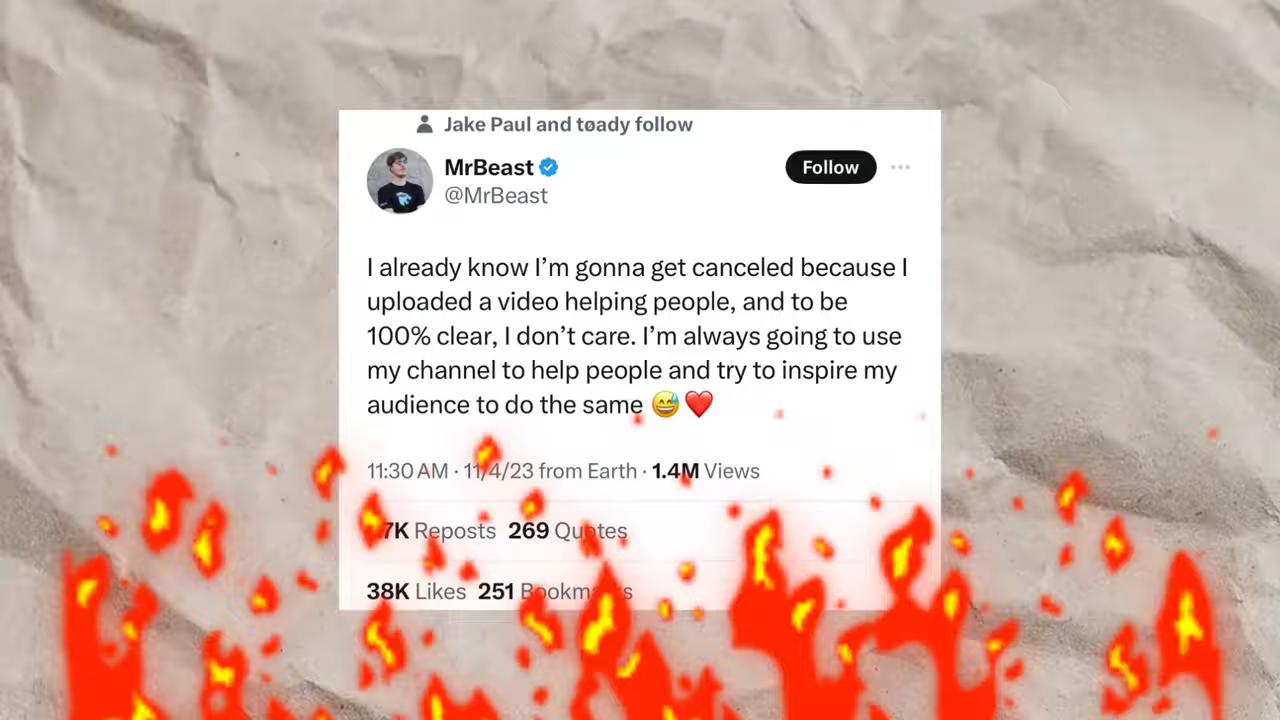 Jake Paul and tøady follow
MrBeast
Follow
@MrBeast
I already know I’m gonna get canceled because I
uploaded a video helping people, and to be
100% clear, I don’t care. I’m always going to use
my channel to help people and try to inspire my
audience to do the same 😅❤️
11:30 AM · 11/4/23 from Earth · 1.4M Views
Reposts 269 Quotes
38K Likes 251 Bookmarks